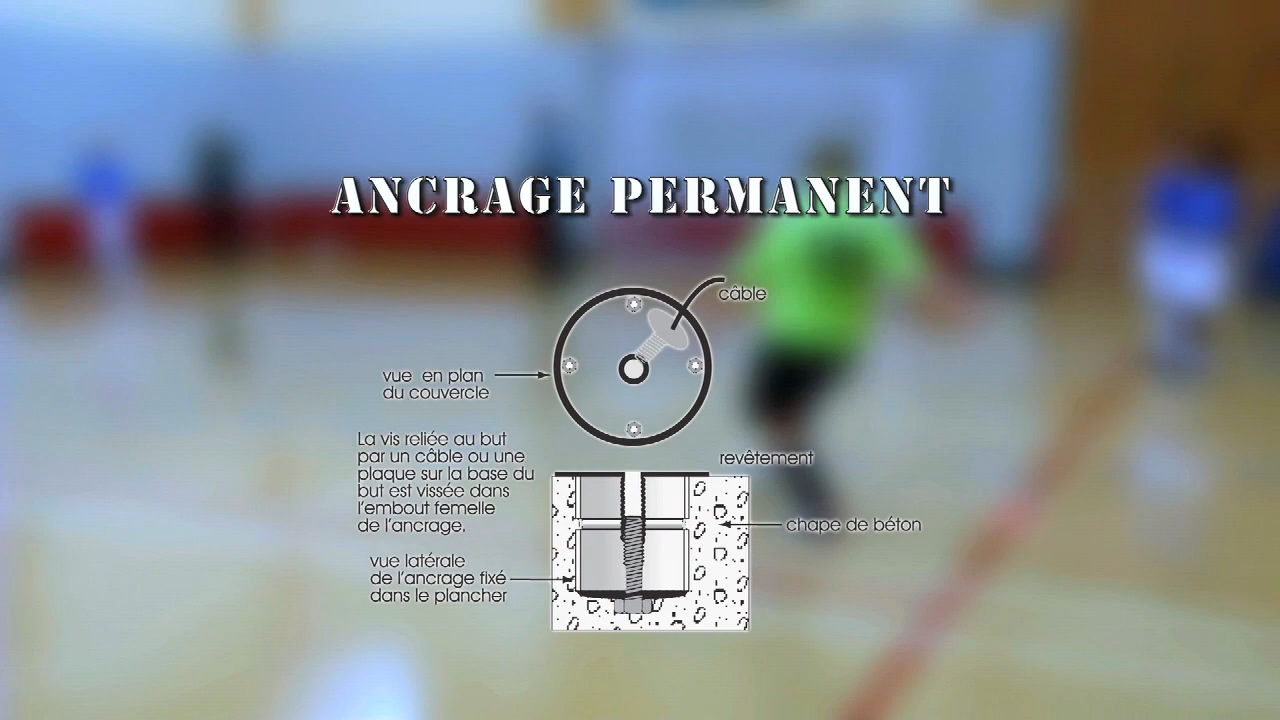 ANCRAGE PERMANENT
câble
vue en plan
du couvercle
La vis reliée au but
par un câble ou une
plaque sur la base du
but est vissée dans
l'embout femelle
de l'ancrage.
revêtement
chape de béton
vue latérale
de l'ancrage fixé
dans le plancher